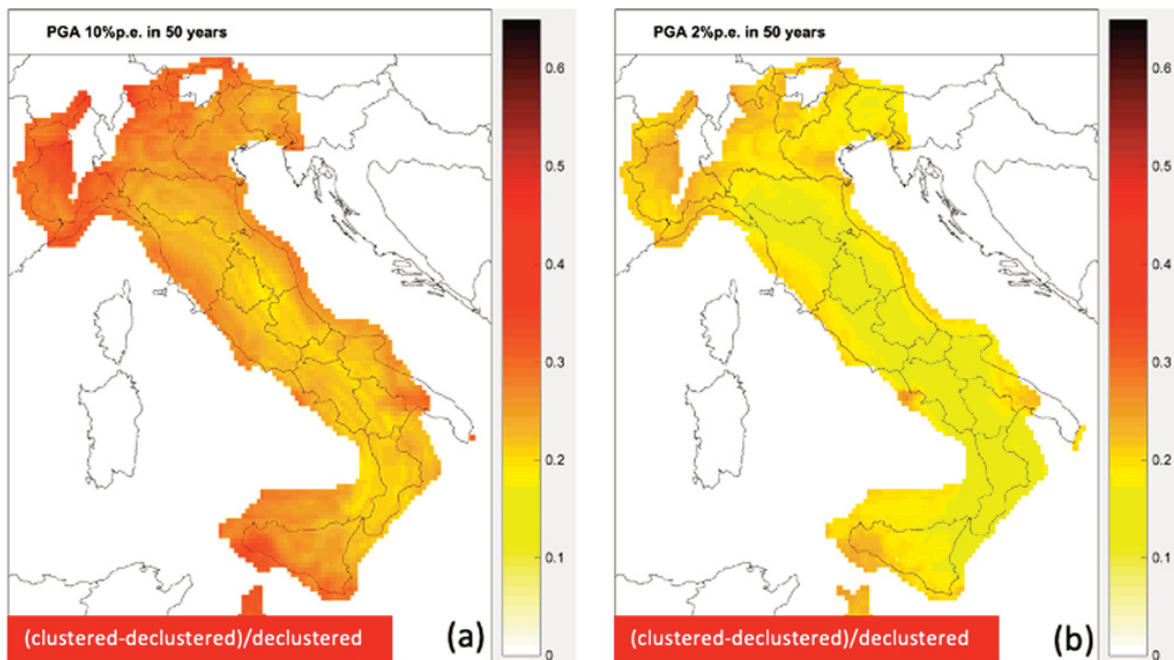 PGA 10%p.e. in 50 years
0.6
0.5
0.4
0.3
0.2
0.1
0
(clustered-declustered)/declustered
(a)
PGA 2%p.e. in 50 years
0.6
0.5
0.4
0.3
0.2
0.1
0
(clustered-declustered)/declustered
(b)